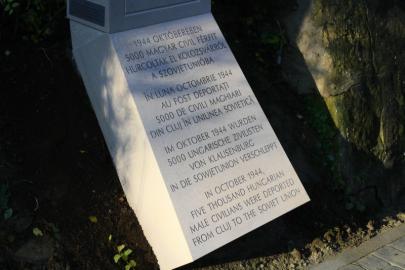 1944 OKTÓBERÉBEN
5000 MAGYAR CIVIL FÉRFIT
HURCOLTAK EL KOLOZSVÁRRÓL
A SZOVJETUNIÓBA
ÎN LUNA OCTOMBRIE 1944
AU FOST DEPORTAȚI
5000 DE CIVILI MAGHIARI
DIN CLUJ ÎN UNIUNEA SOVIETICĂ
IM OKTOBER 1944 WURDEN
5000 UNGARISCHE ZIVILISTEN
VON KLAUSENBURG
IN DIE SOWJETUNION VERSCHLEPPT
IN OCTOBER 1944,
FIVE THOUSAND HUNGARIAN
MALE CIVILIANS WERE DEPORTED
FROM CLUJ TO THE SOVIET UNION